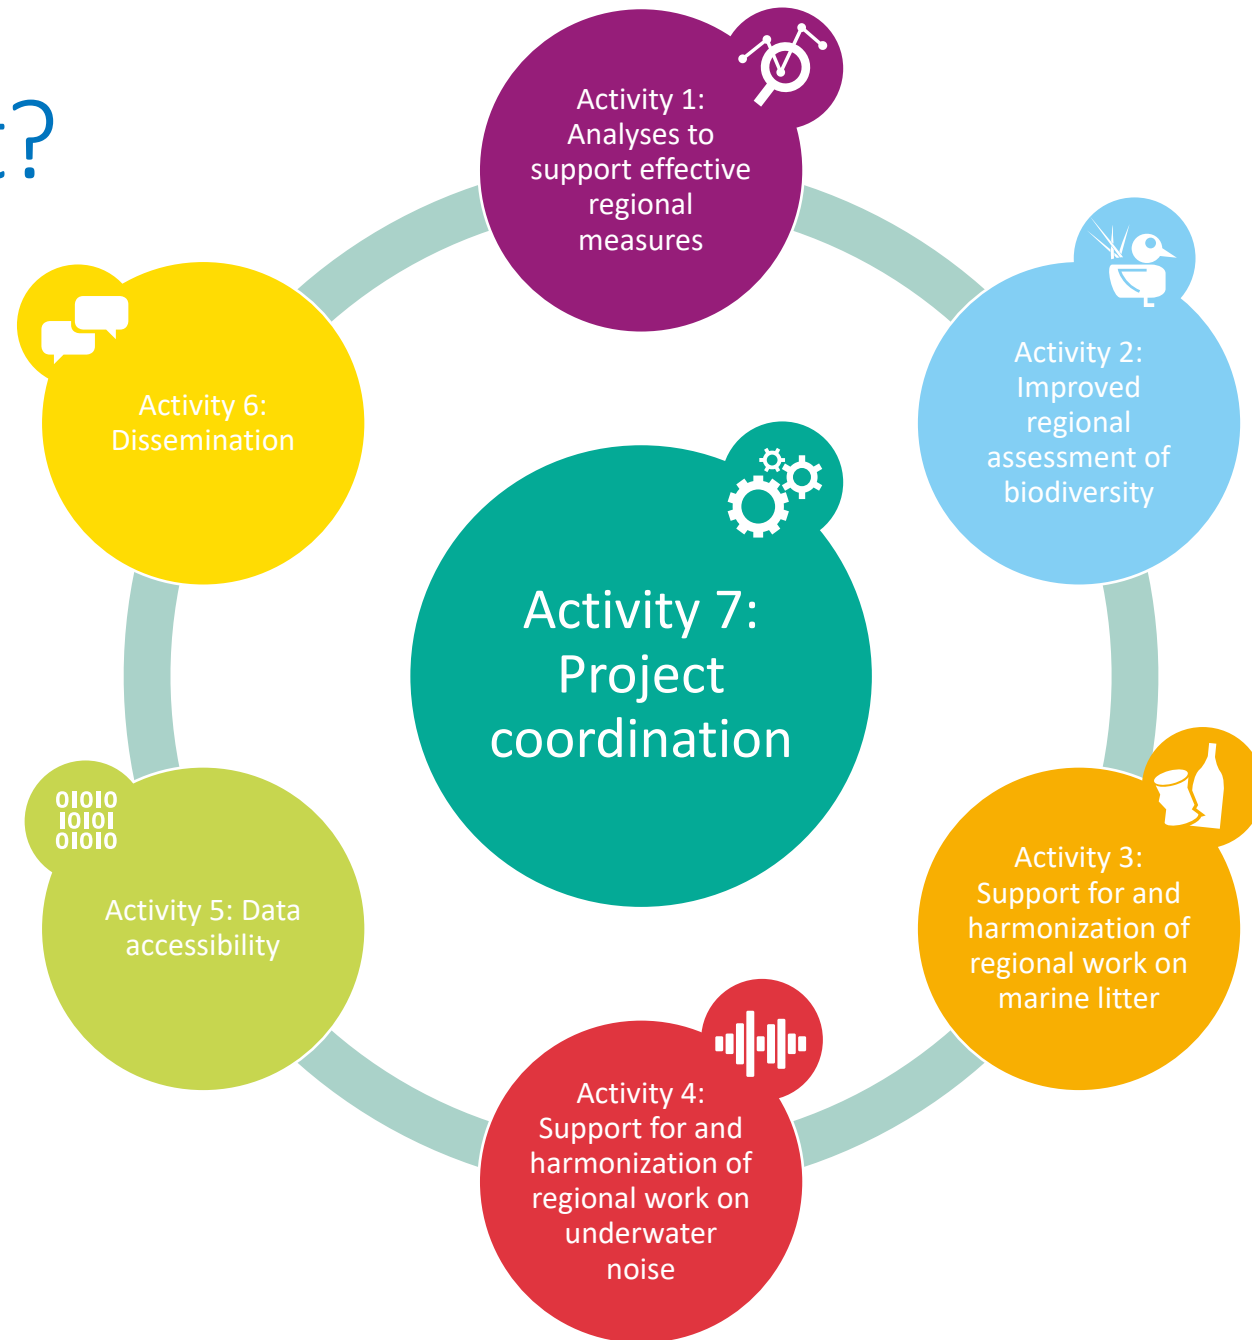 t?
Activity 1:
Analyses to
support effective
regional
measures
Activity 2:
Improved
regional
assessment of
biodiversity
Activity 3:
Support for and
harmonization of
regional work on
marine litter
Activity 4:
Support for and
harmonization of
regional work on
underwater
noise
01010
10101
01010
Activity 5: Data
accessibility
Activity 6:
Dissemination
Activity 7:
Project
coordination